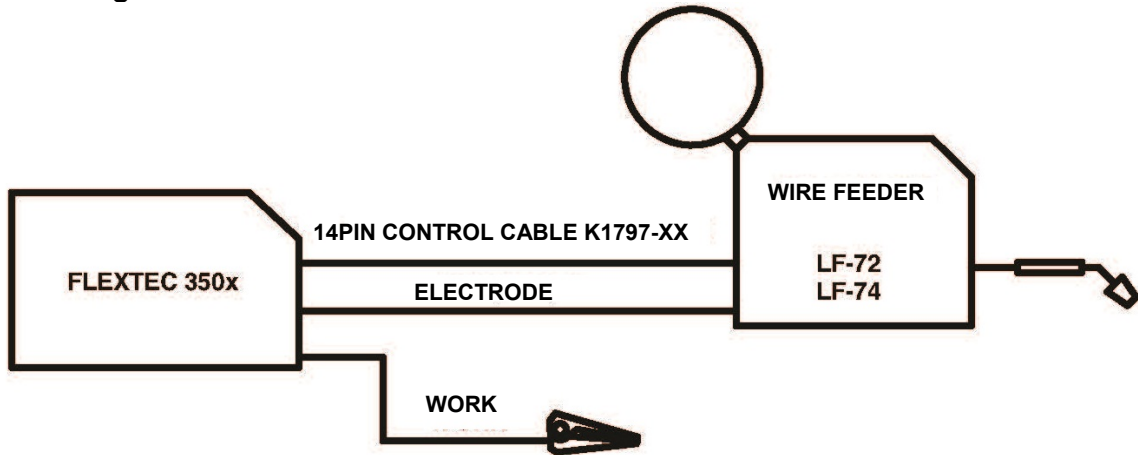 WIRE FEEDER
14PIN CONTROL CABLE K1797-XX
FLEXTEC 350x
LF-72
LF-74
ELECTRODE
WORK